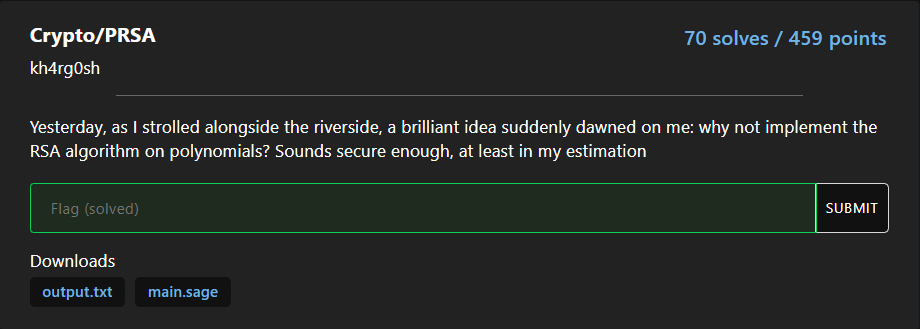 Crypto/PRSA
70 solves / 459 points
kh4rg0sh
Yesterday, as I strolled alongside the riverside, a brilliant idea suddenly dawned on me: why not implement the
RSA algorithm on polynomials? Sounds secure enough, at least in my estimation
Flag (solved)
SUBMIT
Downloads
output.txt
main.sage